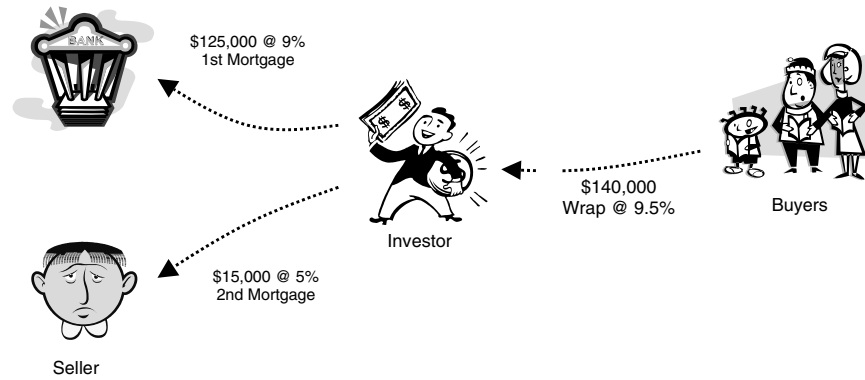 BANK
$125,000 @ 9%
1st Mortgage
$$
Investor
$140,000
Wrap @ 9.5%
Buyers
$15,000 @ 5%
2nd Mortgage
Seller